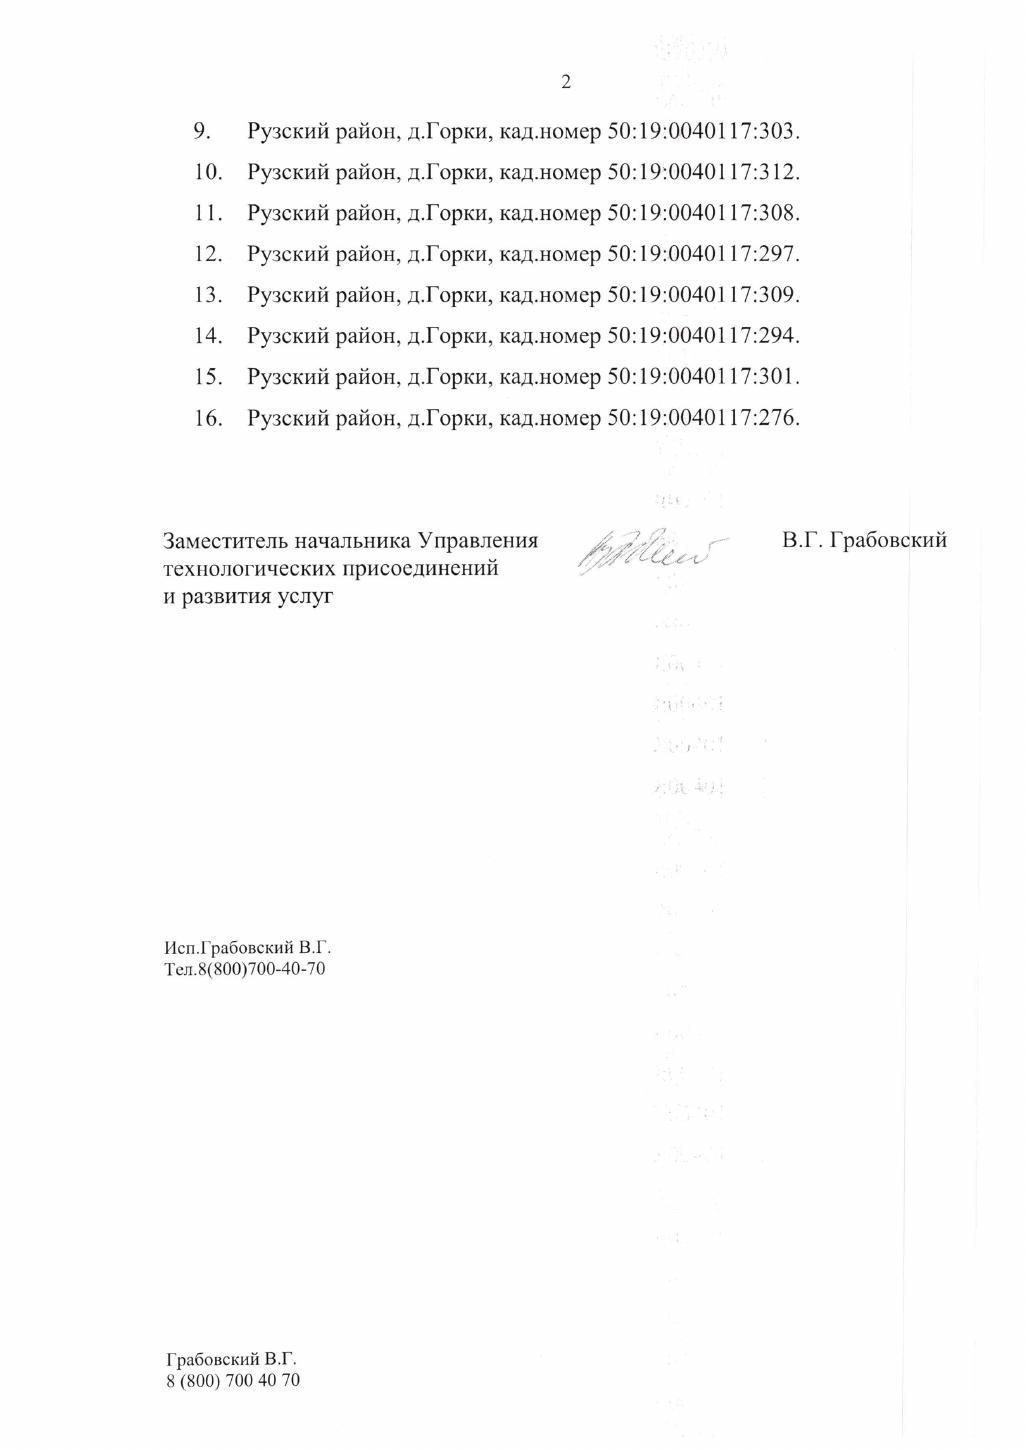 2
9. Рузский район, д.Горки, кад.номер 50:19:0040117:303.
10. Рузский район, д.Горки, кад.номер 50:19:0040117:312.
11. Рузский район, д.Горки, кад.номер 50:19:0040117:308.
12. Рузский район, д.Горки, кад.номер 50:19:0040117:297.
13. Рузский район, д.Горки, кад.номер 50:19:0040117:309.
14. Рузский район, д.Горки, кад.номер 50:19:0040117:294.
15. Рузский район, д.Горки, кад.номер 50:19:0040117:301.
16. Рузский район, д.Горки, кад.номер 50:19:0040117:276.
Заместитель начальника Управления В.Г. Грабовский
технологических присоединений
и развития услуг
Исп.Грабовский В.Г.
Тел.8(800)700-40-70
Грабовский В.Г.
8 (800) 700 40 70